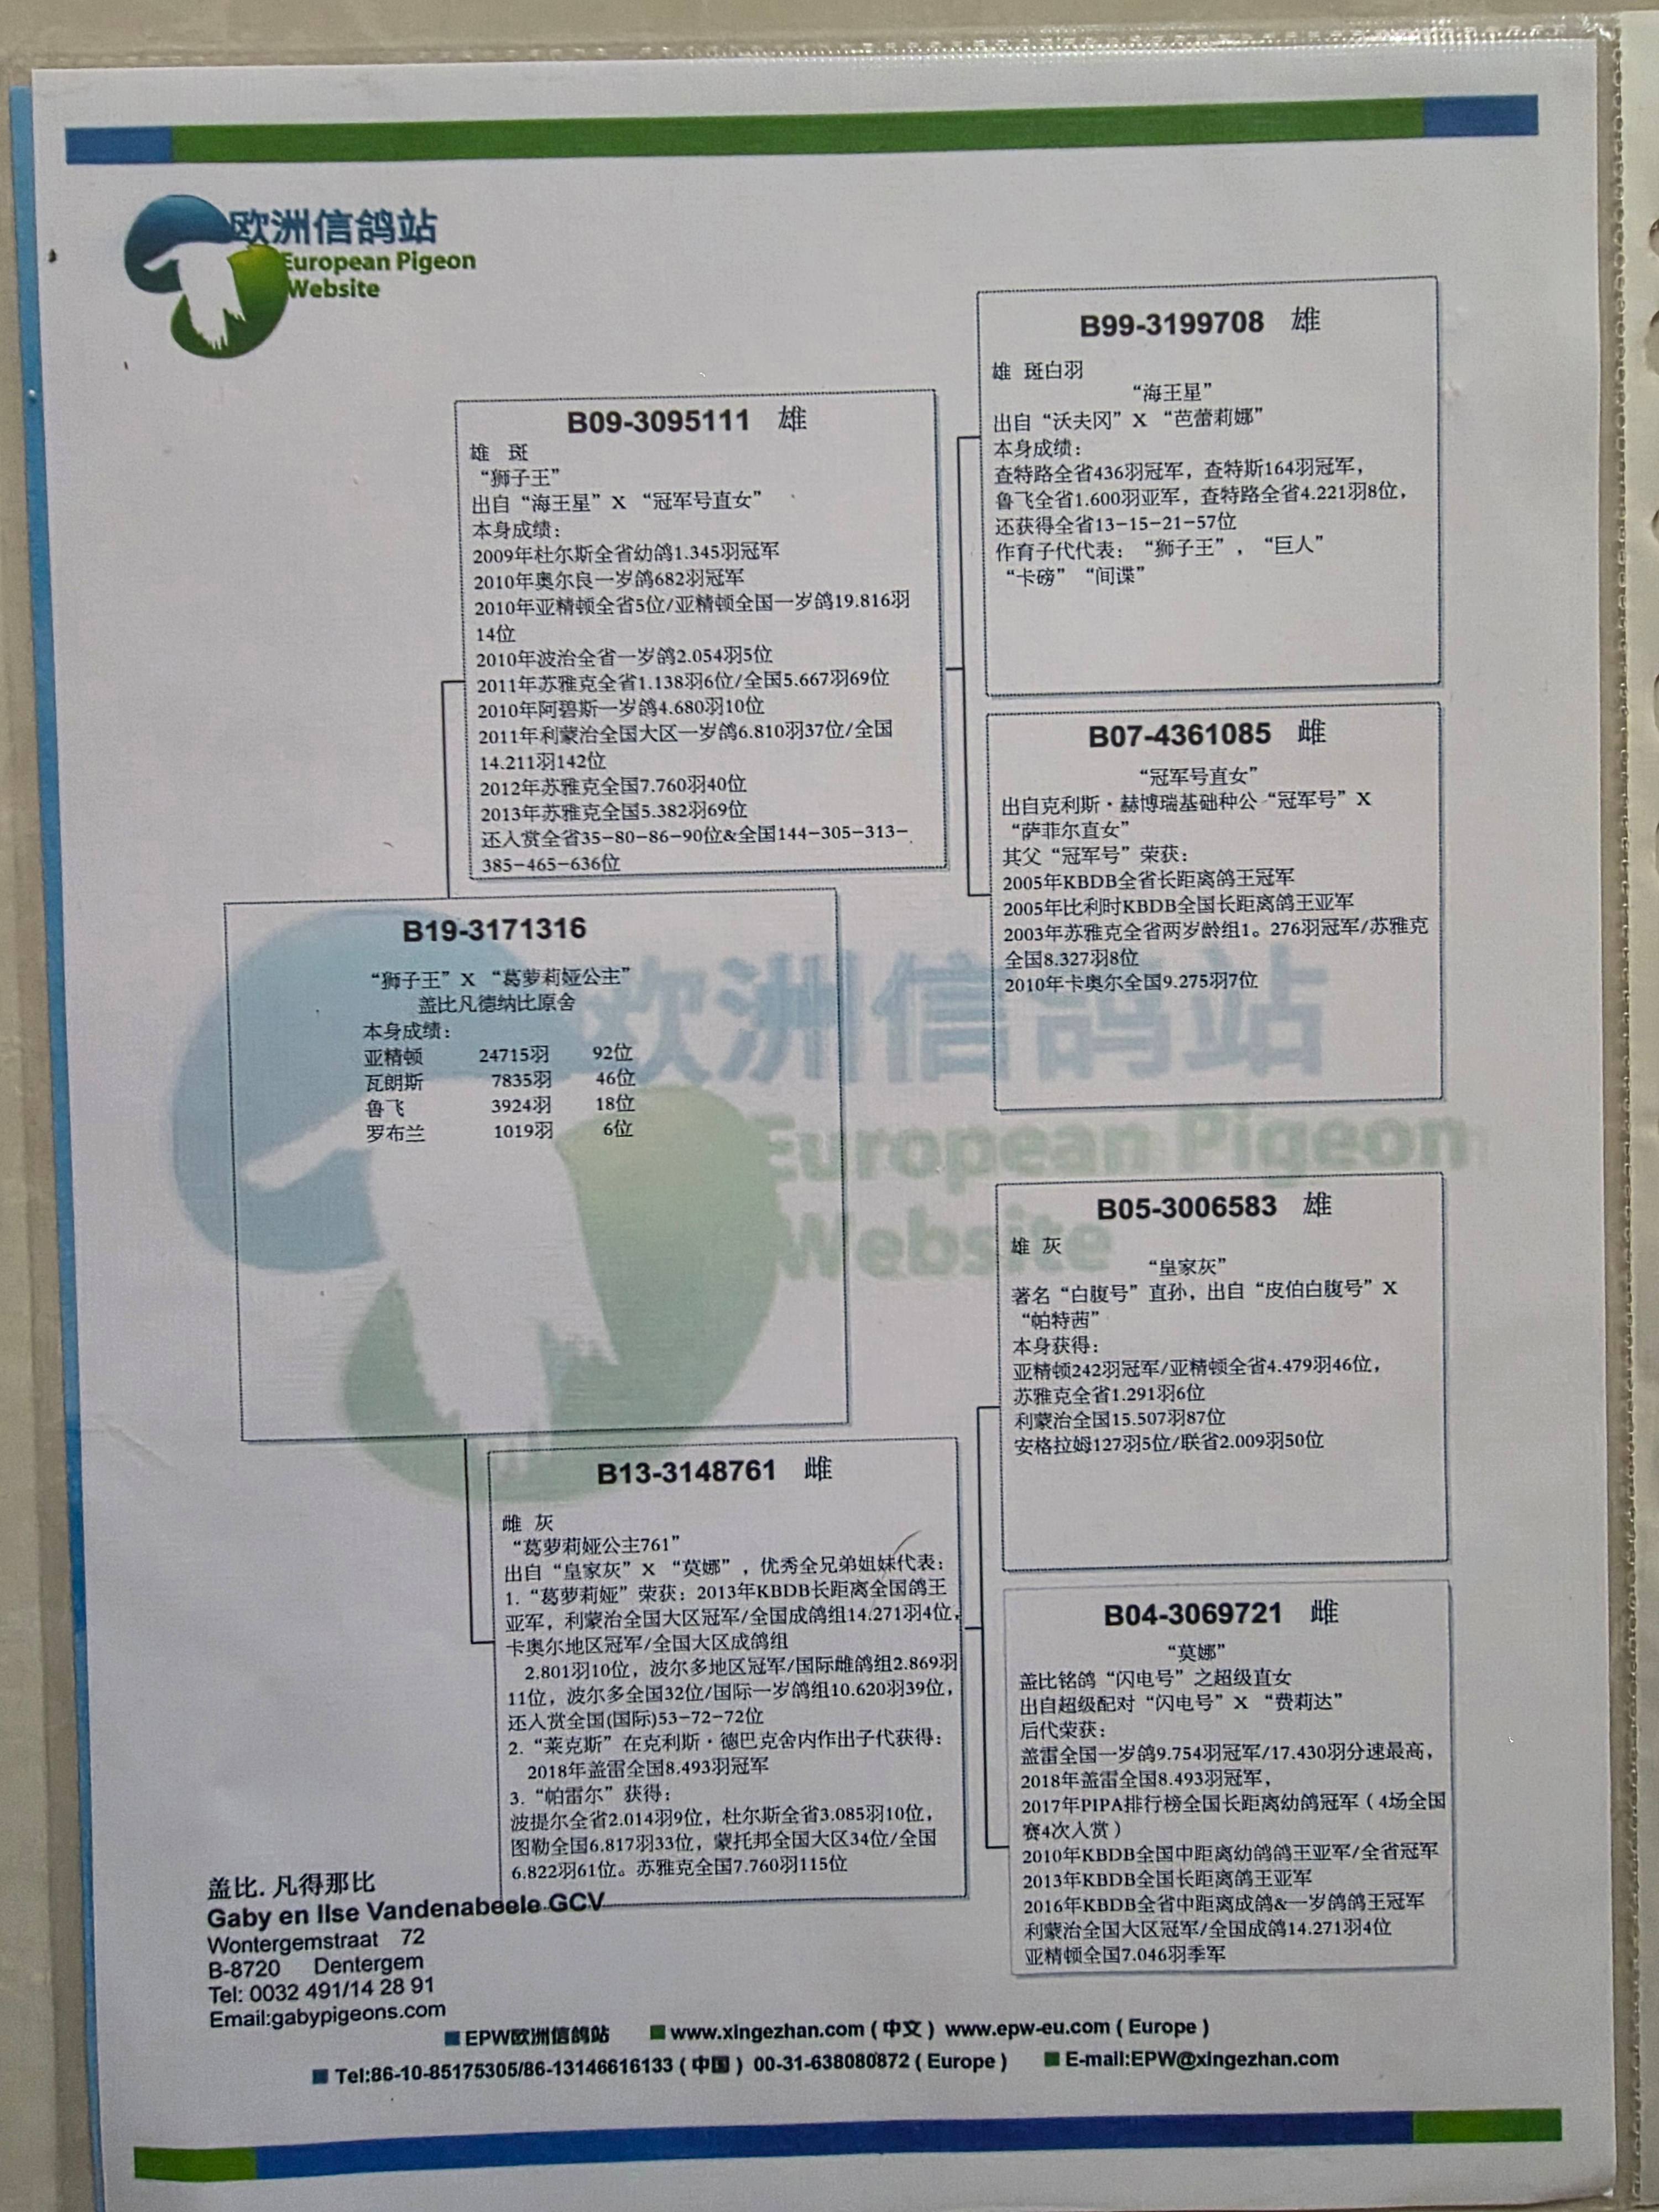 欧洲信鸽站
European Pigeon
Website
B99-3199708 雄
雄 斑白羽
“海王星”
出自“沃夫冈”X “芭蕾莉娜”
本身成绩：
查特路全省436羽冠军，查特斯164羽冠军，
鲁飞全省1.600羽亚军，查特路全省4.221羽8位，
还获得全省13-15-21-57位
作育子代代表：“狮子王”，“巨人”
“卡磅”“间谍”
B09-3095111 雄
雄 斑
“狮子王”
出自“海王星”X “冠军号直女”
本身成绩：
2009年杜尔斯全省幼鸽1.345羽冠军
2010年奥尔良一岁鸽682羽冠军
2010年亚精顿全省5位/亚精顿全国一岁鸽19.816羽
14位
2010年波治全省一岁鸽2.054羽5位
2011年苏雅克全省1.138羽6位/全国5.667羽69位
2010年阿碧斯一岁鸽4.680羽10位
2011年利蒙治全国大区一岁鸽6.810羽37位/全国
14.211羽142位
2012年苏雅克全国7.760羽40位
2013年苏雅克全国5.382羽69位
还入赏全省35-80-86-90位&全国144-305-313-
385-465-636位
B07-4361085 雌
“冠军号直女”
出自克利斯·赫博瑞基础种公“冠军号”X
“萨菲尔直女”
其父“冠军号”荣获：
2005年KBDB全省长距离鸽王冠军
2005年比利时KBDB全国长距离鸽王亚军
2003年苏雅克全省两岁龄组1。276羽冠军/苏雅克
全国8.327羽8位
2010年卡奥尔全国9.275羽7位
B19-3171316
“狮子王”X “葛萝莉娅公主”
盖比凡德纳比原舍
本身成绩：
亚精顿 24715羽 92位
瓦朗斯 7835羽 46位
鲁飞 3924羽 18位
罗布兰 1019羽 6位
欧洲信鸽站
European Pigeon
Website
B05-3006583 雄
雄 灰
“皇家灰”
著名“白腹号”直孙，出自“皮伯白腹号”X
“帕特茜”
本身获得：
亚精顿242羽冠军/亚精顿全省4.479羽46位，
苏雅克全省1.291羽6位
利蒙治全国15.507羽87位
安格拉姆127羽5位/联省2.009羽50位
B13-3148761 雌
雌 灰
“葛萝莉娅公主761”
出自“皇家灰”X “莫娜”，优秀全兄弟姐妹代表：
1.“葛萝莉娅”荣获：2013年KBDB长距离全国鸽王
亚军，利蒙治全国大区冠军/全国成鸽组14.271羽4位，
卡奥尔地区冠军/全国大区成鸽组
2.801羽10位，波尔多地区冠军/国际雌鸽组2.869羽
11位，波尔多全国32位/国际一岁鸽组10.620羽39位，
还入赏全国(国际)53-72-72位
2.“莱克斯”在克利斯·德巴克舍内作出子代获得：
2018年盖雷全国8.493羽冠军
3.“帕雷尔”获得：
波提尔全省2.014羽9位，杜尔斯全省3.085羽10位，
图勒全国6.817羽33位，蒙托邦全国大区34位/全国
6.822羽61位。苏雅克全国7.760羽115位
B04-3069721 雌
“莫娜”
盖比铭鸽“闪电号”之超级直女
出自超级配对“闪电号”X “费莉达”
后代荣获：
盖雷全国一岁鸽9.754羽冠军/17.430羽分速最高，
2018年盖雷全国8.493羽冠军，
2017年PIPA排行榜全国长距离幼鸽冠军（4场全国
赛4次入赏）
2010年KBDB全国中距离幼鸽鸽王亚军/全省冠军
2013年KBDB全国长距离鸽王亚军
2016年KBDB全省中距离成鸽&一岁鸽鸽王冠军
利蒙治全国大区冠军/全国成鸽14.271羽4位
亚精顿全国7.046羽季军
盖比.凡得那比
Gaby en Ilse Vandenabeele GCV
Wontergemstraat 72
B-8720 Dentergem
Tel: 0032 491/14 28 91
Email:gabypigeons.com
EPW欧洲信鸽站 www.xingezhan.com（中文）www.epw-eu.com（Europe）
Tel:86-10-85175305/86-13146616133（中国）00-31-638080872（Europe） E-mail:EPW@xingezhan.com